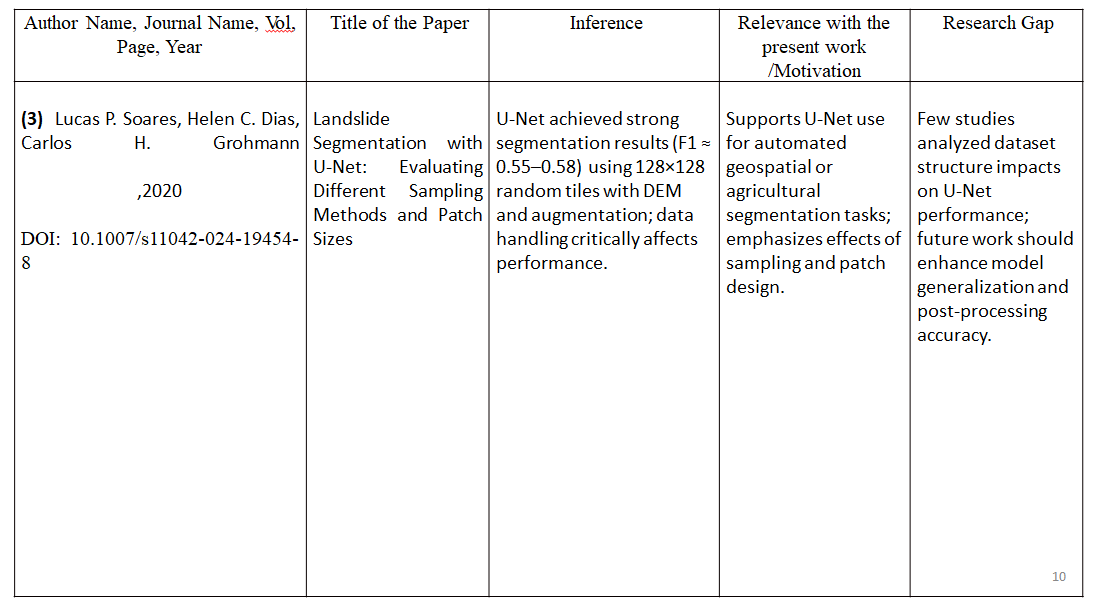 Author Name, Journal Name, Vol,
Page, Year
Title of the Paper
Inference
Relevance with the
present work
/Motivation
Research Gap
(3) Lucas P. Soares, Helen C. Dias,
Carlos H. Grohmann
,2020
DOI: 10.1007/s11042-024-19454-
8
Landslide
Segmentation with
U-Net: Evaluating
Different Sampling
Methods and Patch
Sizes
U-Net achieved strong
segmentation results (F1 ≈
0.55–0.58) using 128×128
random tiles with DEM
and augmentation; data
handling critically affects
performance.
Supports U-Net use
for automated
geospatial or
agricultural
segmentation tasks;
emphasizes effects of
sampling and patch
design.
Few studies
analyzed dataset
structure impacts
on U-Net
performance;
future work should
enhance model
generalization and
post-processing
accuracy.
10